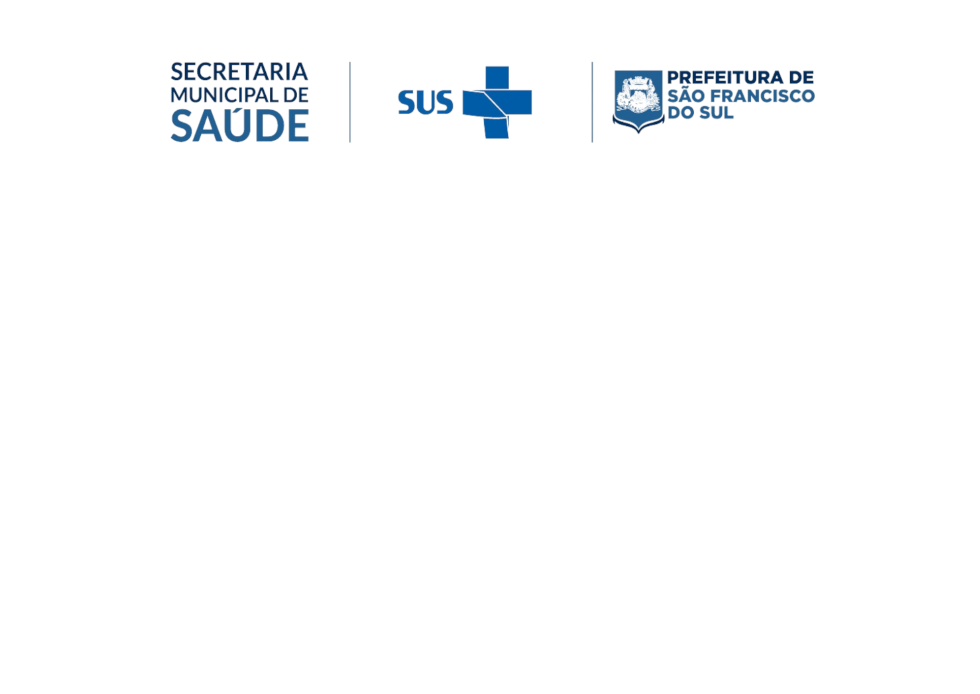 SECRETARIA
MUNICIPAL DE
SAÚDE
SUS
PREFEITURA DE
SÃO FRANCISCO
DO SUL